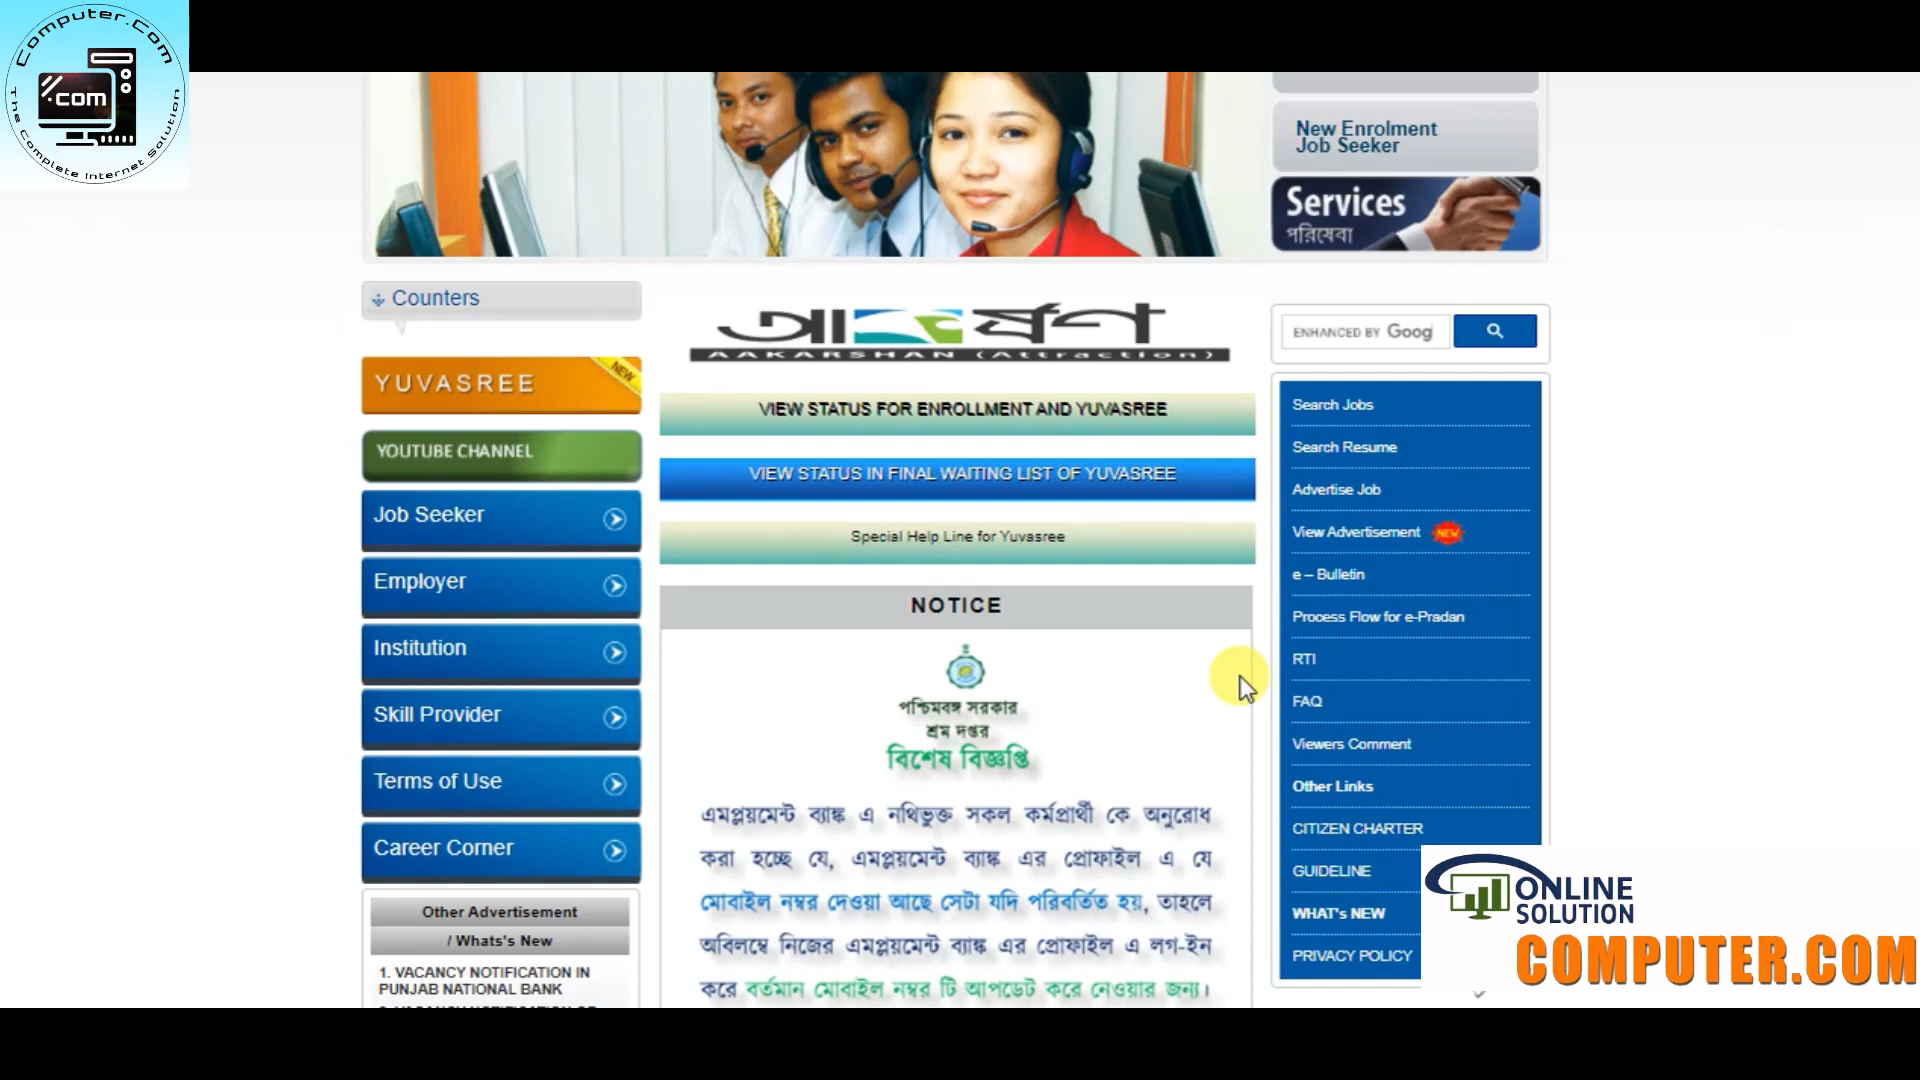 Computer.Com
.com
The Complete Internet Solution
New Enrolment
Job Seeker
Services
পরিষেবা
Counters
YUVASREE
NEW
YOUTUBE CHANNEL
Job Seeker
Employer
Institution
Skill Provider
Terms of Use
Career Corner
Other Advertisement
/ Whats's New
1. VACANCY NOTIFICATION IN
PUNJAB NATIONAL BANK
আকর্ষণ
AAKARSHAN (Attraction)
VIEW STATUS FOR ENROLLMENT AND YUVASREE
VIEW STATUS IN FINAL WAITING LIST OF YUVASREE
Special Help Line for Yuvasree
NOTICE
পশ্চিমবঙ্গ সরকার
শ্রম দপ্তর
বিশেষ বিজ্ঞপ্তি
এমপ্লয়মেন্ট ব্যাঙ্ক এ নথিভুক্ত সকল কর্মপ্রার্থী কে অনুরোধ
করা হচ্ছে যে, এমপ্লয়মেন্ট ব্যাঙ্ক এর প্রোফাইল এ যে
মোবাইল নম্বর দেওয়া আছে সেটা যদি পরিবর্তিত হয়, তাহলে
অবিলম্বে নিজের এমপ্লয়মেন্ট ব্যাঙ্ক এর প্রোফাইল এ লগ-ইন
করে বর্তমান মোবাইল নম্বর টি আপডেট করে নেওয়ার জন্য।
ENHANCED BY Goog
Search Jobs
Search Resume
Advertise Job
View Advertisement NEW
e – Bulletin
Process Flow for e-Pradan
RTI
FAQ
Viewers Comment
Other Links
CITIZEN CHARTER
GUIDELINE
WHAT's NEW
PRIVACY POLICY
ONLINE
SOLUTION
COMPUTER.COM